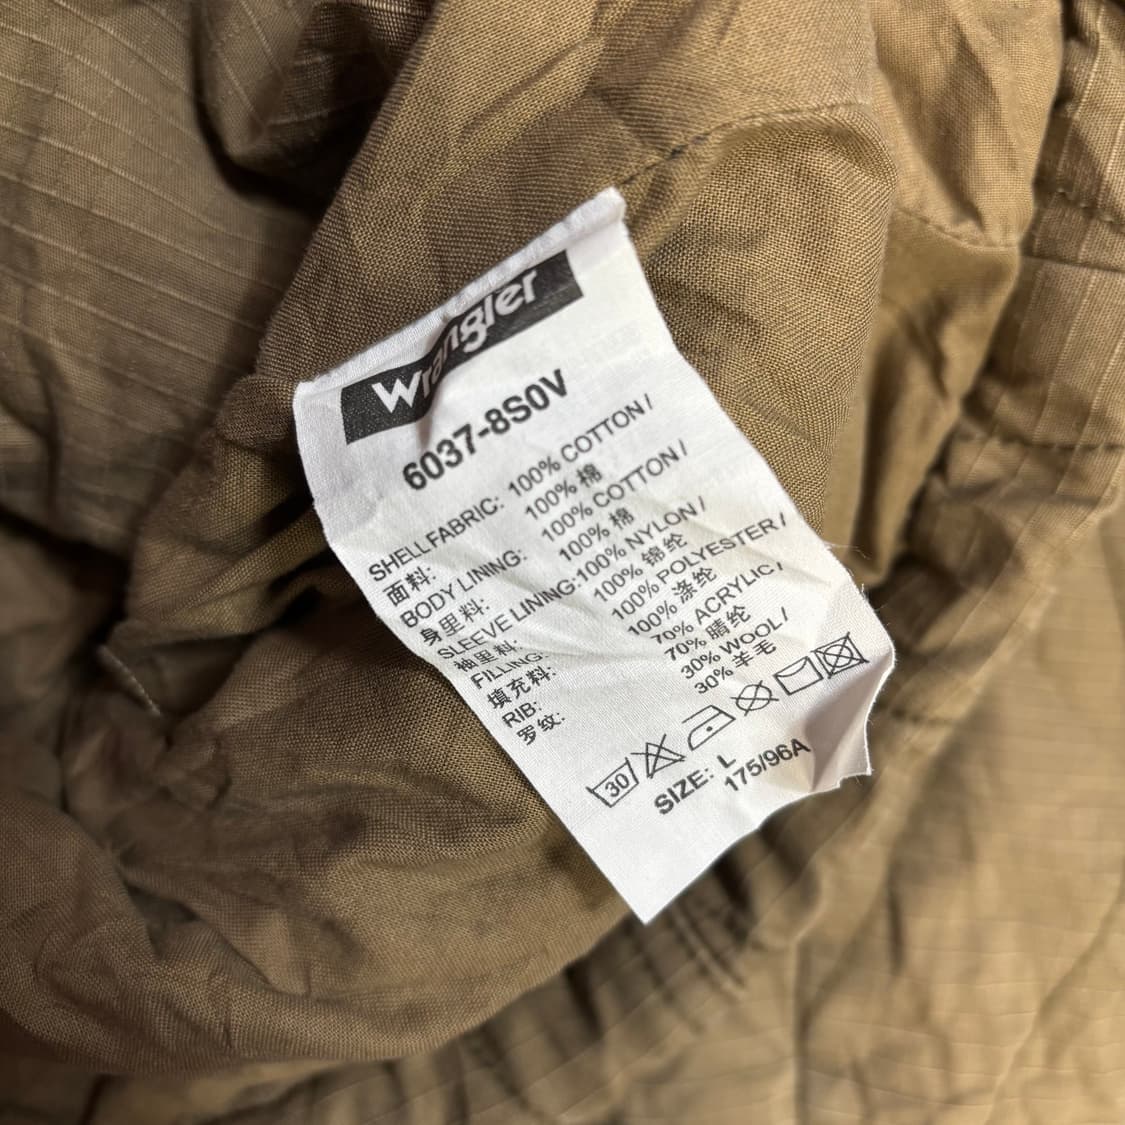 Wrangler
6037-8S0V
SHELL FABRIC: 100% COTTON /
面料: 100% 棉
BODY LINING: 100% COTTON /
身里料: 100% 棉
SLEEVE LINING:100% NYLON /
袖里料: 100% 锦纶
FILLING: 100% POLYESTER /
填充料: 100% 涤纶
RIB: 70% ACRYLIC /
罗纹: 70% 腈纶
30% WOOL /
30% 羊毛
30
SIZE: L
175/96A